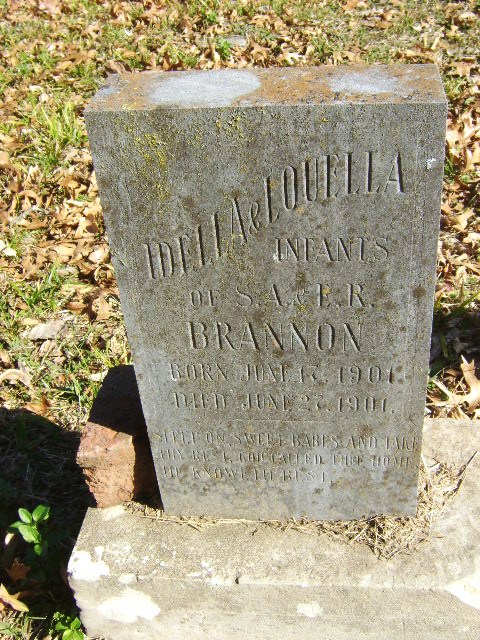 IDELLA & LOUELLA
INFANTS
OF S.A. & E.R.
BRANNON
BORN JUNE 17, 1901.
DIED JUNE 27, 1901.
SLEEP ON SWEET BABES AND TAKE
THY REST, GOD CALLED THEE HOME
HE KNOWETH BEST.